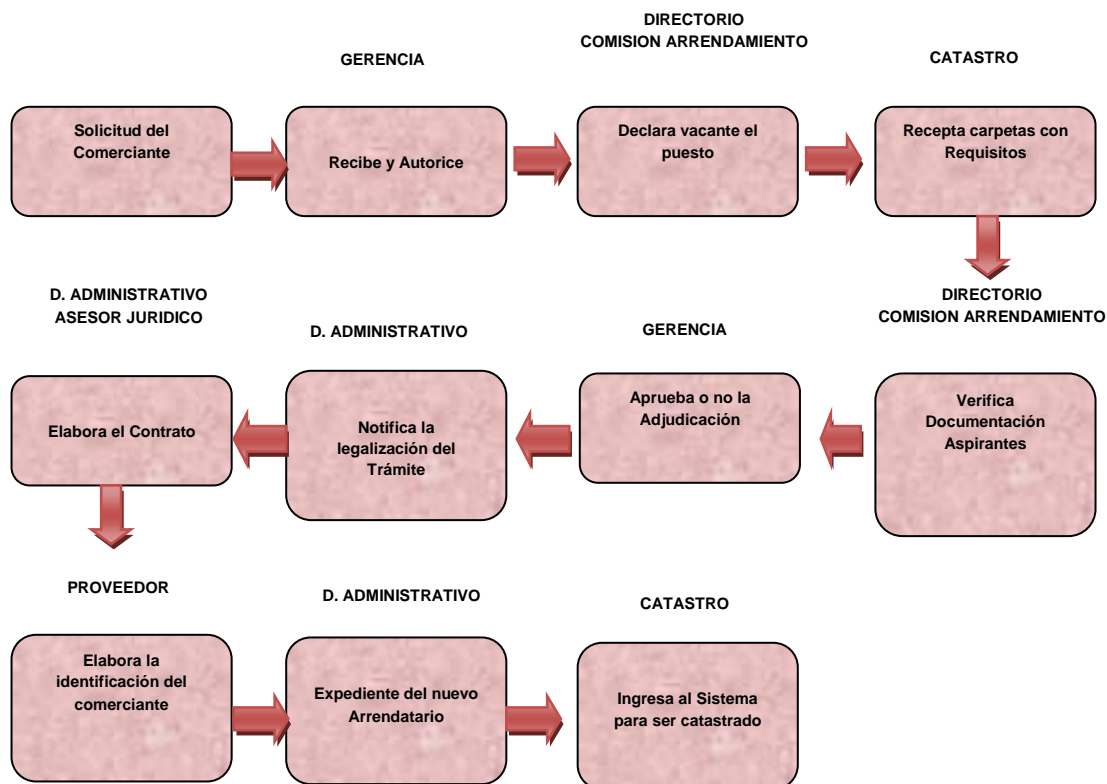 DIRECTORIO
COMISION ARRENDAMIENTO
GERENCIA
CATASTRO
Solicitud del
Comerciante
Recibe y Autorice
Declara vacante el
puesto
Recepta carpetas con
Requisitos
D. ADMINISTRATIVO
ASESOR JURIDICO
D. ADMINISTRATIVO
GERENCIA
DIRECTORIO
COMISION ARRENDAMIENTO
Elabora el Contrato
Notifica la
legalización del
Trámite
Aprueba o no la
Adjudicación
Verifica
Documentación
Aspirantes
PROVEEDOR
D. ADMINISTRATIVO
CATASTRO
Elabora la
identificación del
comerciante
Expediente del nuevo
Arrendatario
Ingresa al Sistema
para ser catastrado